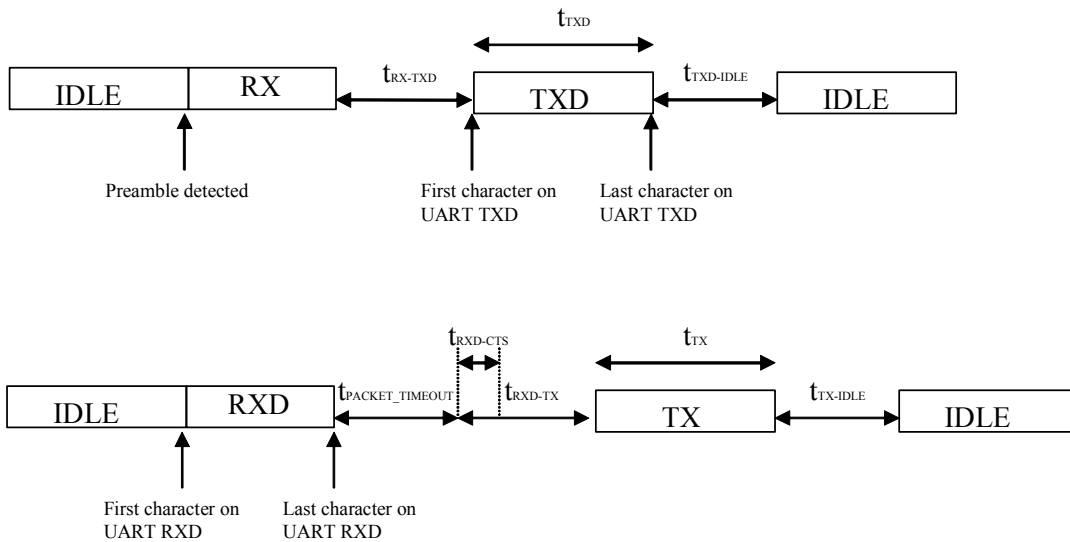 tTXD
IDLE
RX
tRX-TXD
TXD
tTXD-IDLE
IDLE
Preamble detected
First character on
UART TXD
Last character on
UART TXD
tRXD-CTS
tTX
IDLE
RXD
tPACKET_TIMEOUT
tRXD-TX
TX
tTX-IDLE
IDLE
First character on
UART RXD
Last character on
UART RXD